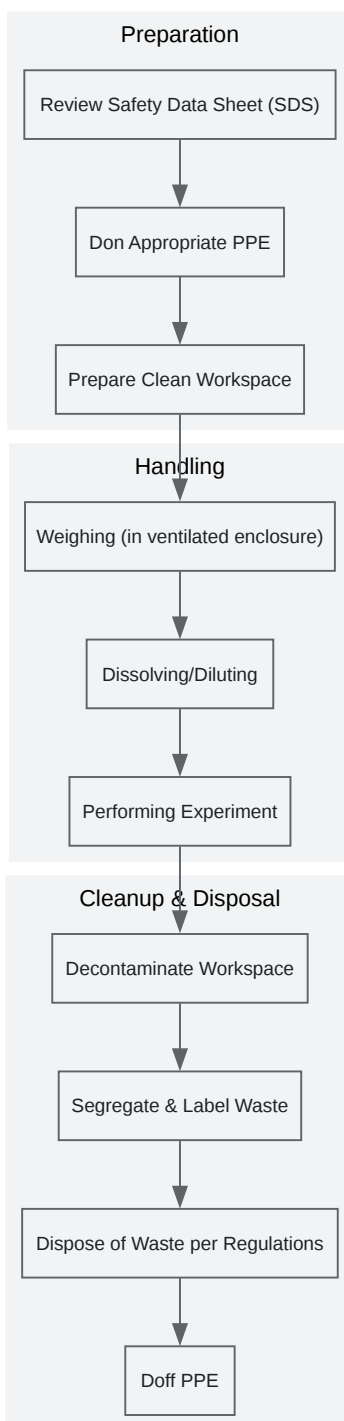 Preparation
Review Safety Data Sheet (SDS)
Don Appropriate PPE
Prepare Clean Workspace
Handling
Weighing (in ventilated enclosure)
Dissolving/Diluting
Performing Experiment
Cleanup & Disposal
Decontaminate Workspace
Segregate & Label Waste
Dispose of Waste per Regulations
Doff PPE